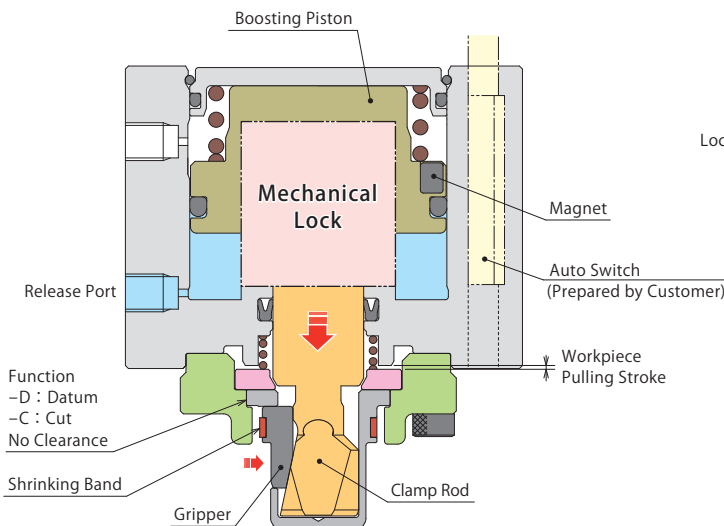 Boosting Piston
Loc
Mechanical
Lock
Magnet
Release Port
Auto Switch
(Prepared by Customer)
Workpiece
Pulling Stroke
Function
−D：Datum
−C：Cut
No Clearance
Shrinking Band
Gripper
Clamp Rod